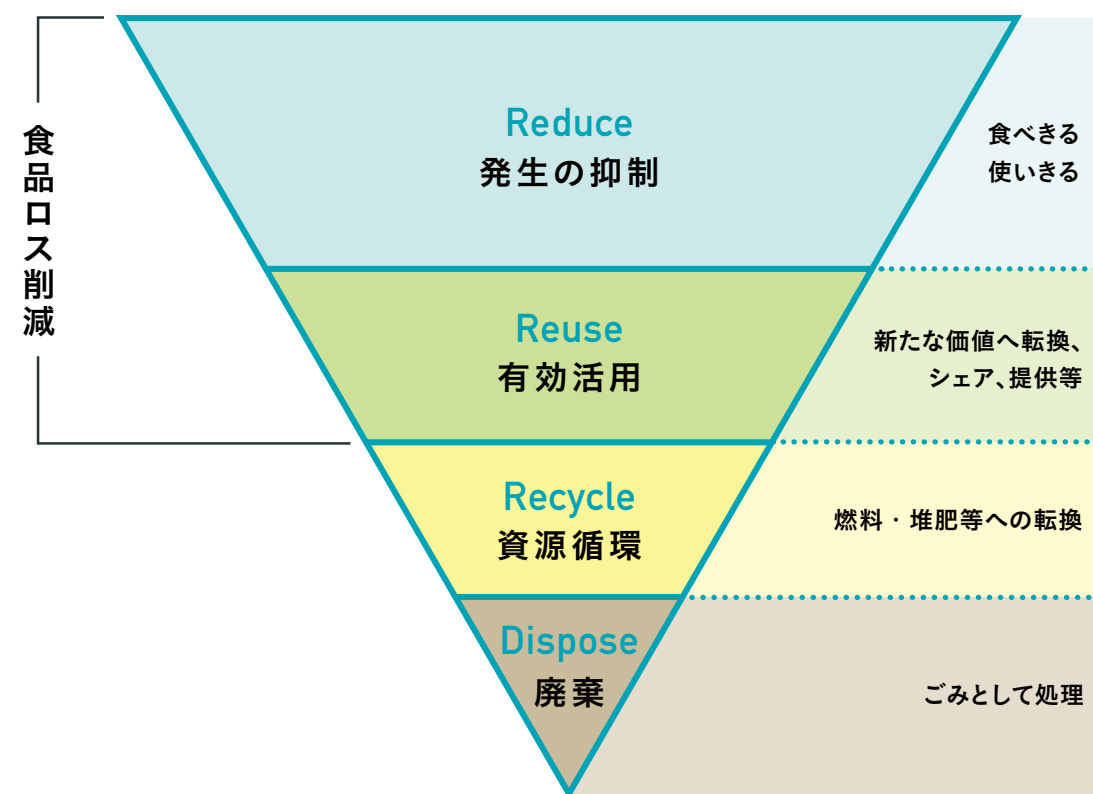 食品ロス削減
Reduce
発生の抑制
食べきる
使いきる
Reuse
有効活用
新たな価値へ転換、
シェア、提供等
Recycle
資源循環
燃料・堆肥等への転換
Dispose
廃棄
ごみとして処理